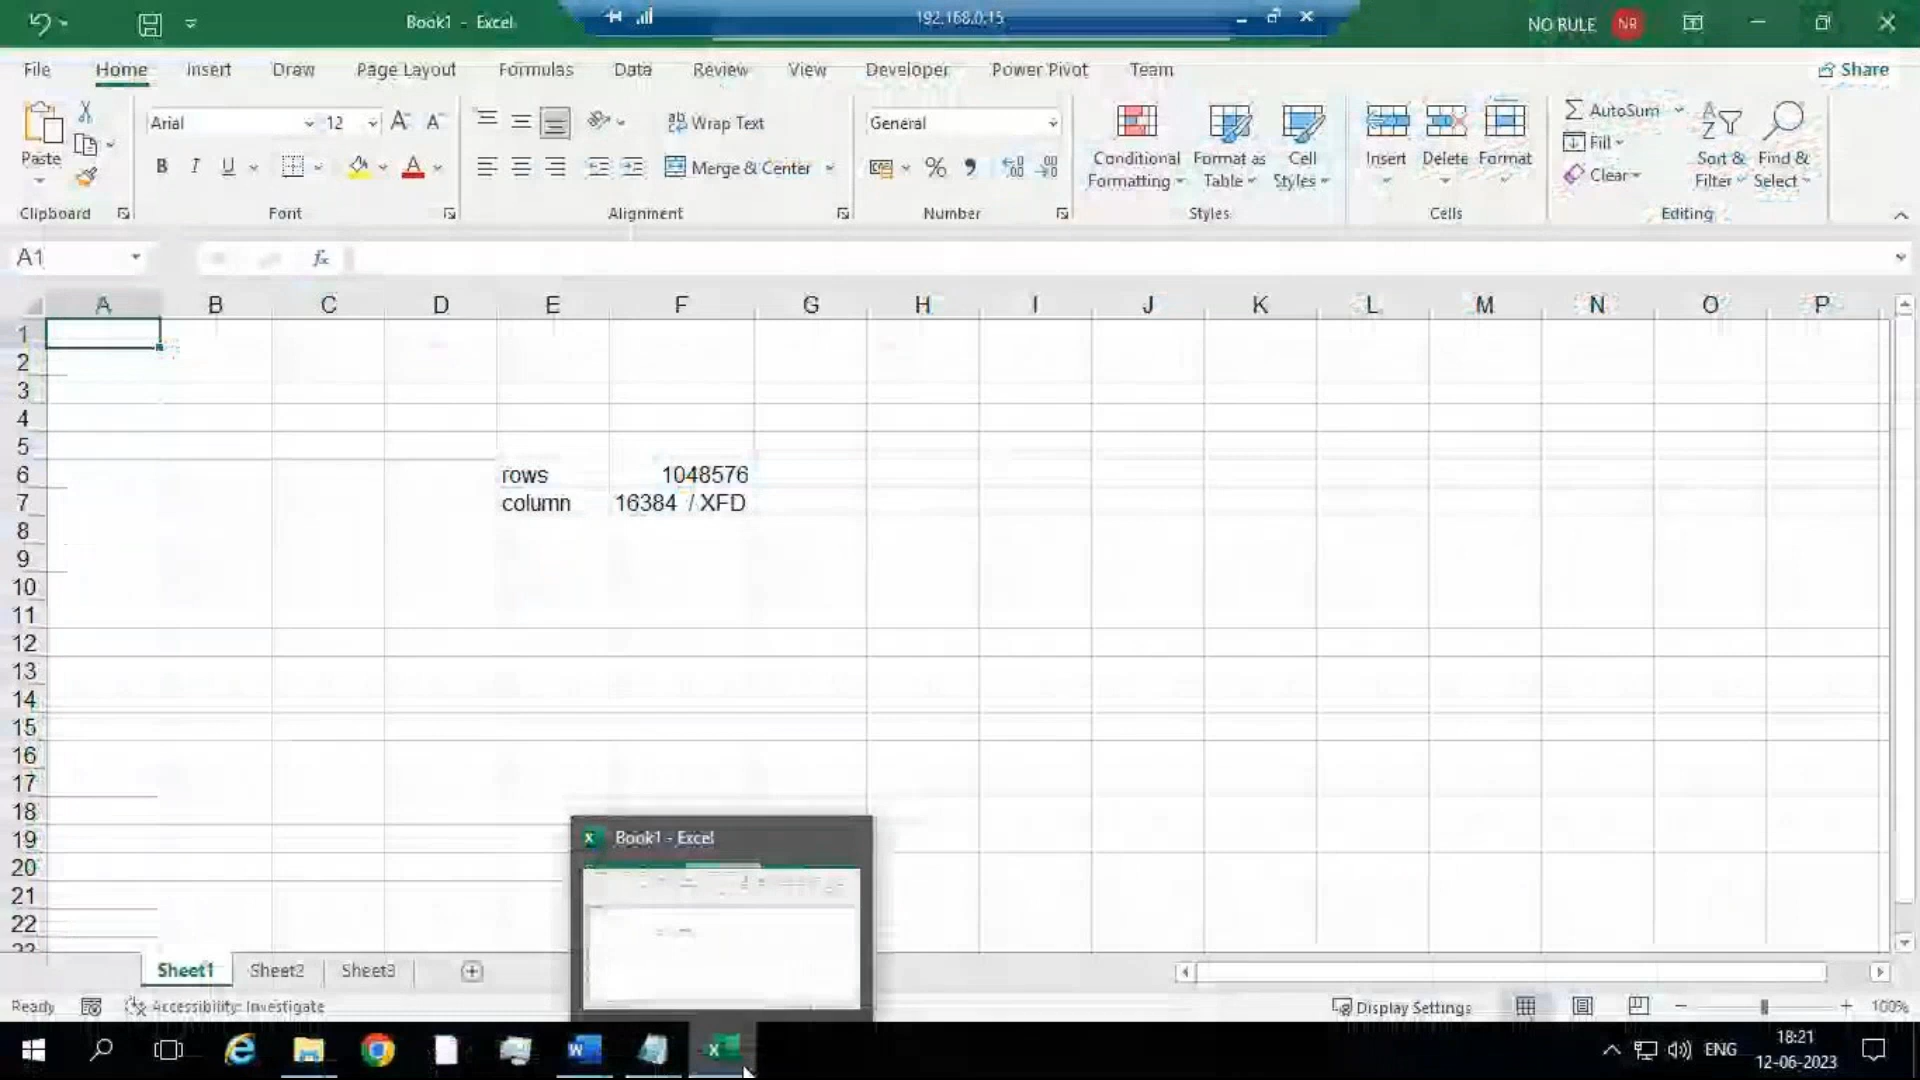 Book1 - Excel
192.168.0.15
NO RULE NR
File Home Insert Draw Page Layout Formulas Data Review View Developer Power Pivot Team Share
Arial 12 Wrap Text General AutoSum
Paste B I U Merge & Center % Conditional Formatting Format as Table Cell Styles Insert Delete Format Fill Clear Sort & Filter Find & Select
Clipboard Font Alignment Number Styles Cells Editing
A1 fx
A B C D E F G H I J K L M N O P
1
2
3
4
5
6 rows 1048576
7 column 16384 / XFD
8
9
10
11
12
13
14
15
16
17
18
19
20
21
22
Book1 - Excel
Sheet1 Sheet2 Sheet3
Ready Accessibility: Investigate Display Settings 100%
ENG 18:21
12-06-2023